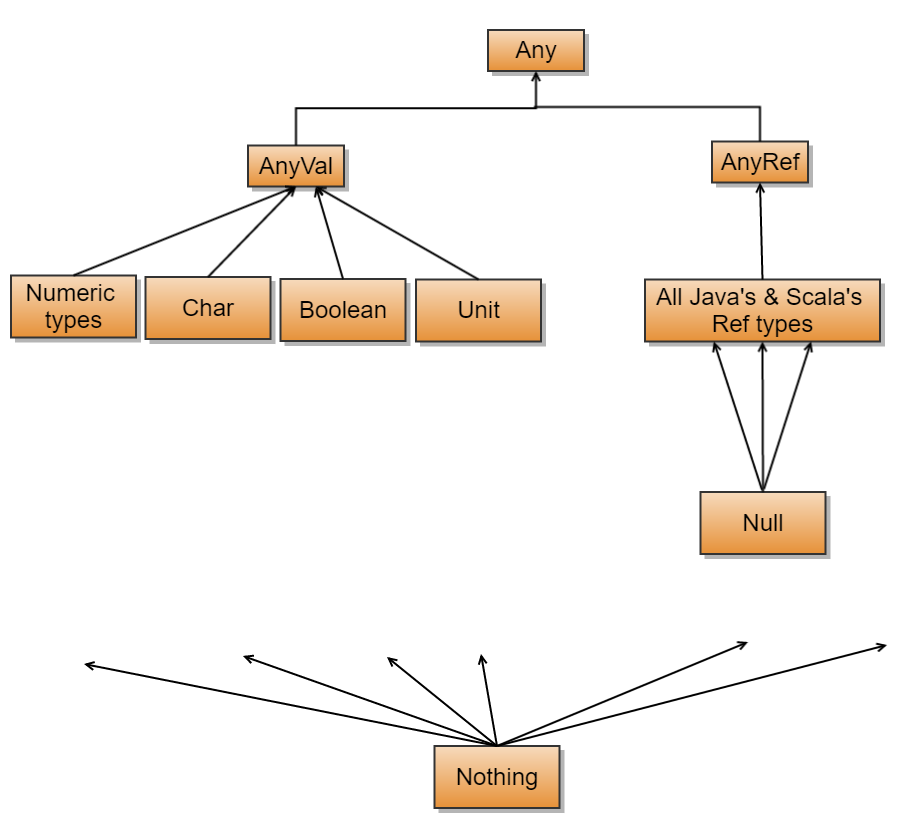 Any
AnyVal
AnyRef
Numeric
types
Char
Boolean
Unit
All Java's & Scala's
Ref types
Null
Nothing